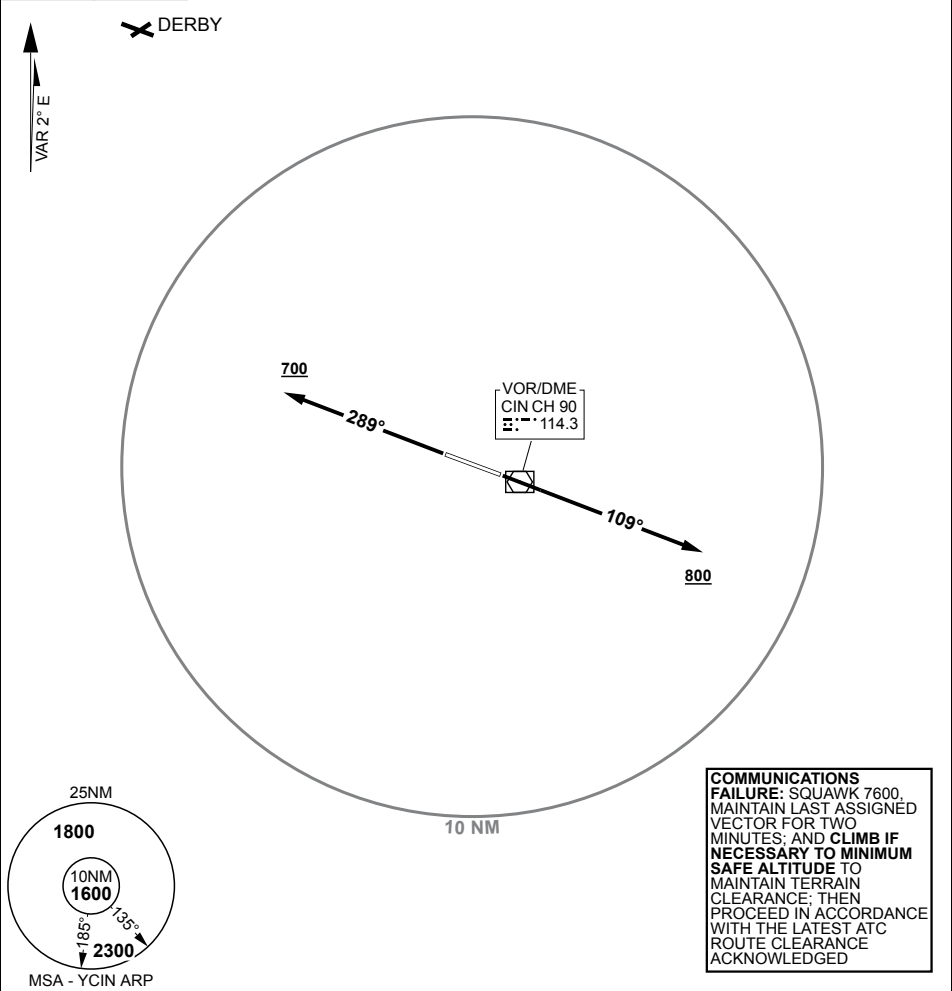 DERBY
VAR 2° E
700
VOR/DME
CIN CH 90
114.3
289°
109°
800
10 NM
25NM
1800
10NM
1600
185°
135°
2300
MSA - YCIN ARP
COMMUNICATIONS
FAILURE: SQUAWK 7600,
MAINTAIN LAST ASSIGNED
VECTOR FOR TWO
MINUTES; AND CLIMB IF
NECESSARY TO MINIMUM
SAFE ALTITUDE TO
MAINTAIN TERRAIN
CLEARANCE; THEN
PROCEED IN ACCORDANCE
WITH THE LATEST ATC
ROUTE CLEARANCE
ACKNOWLEDGED